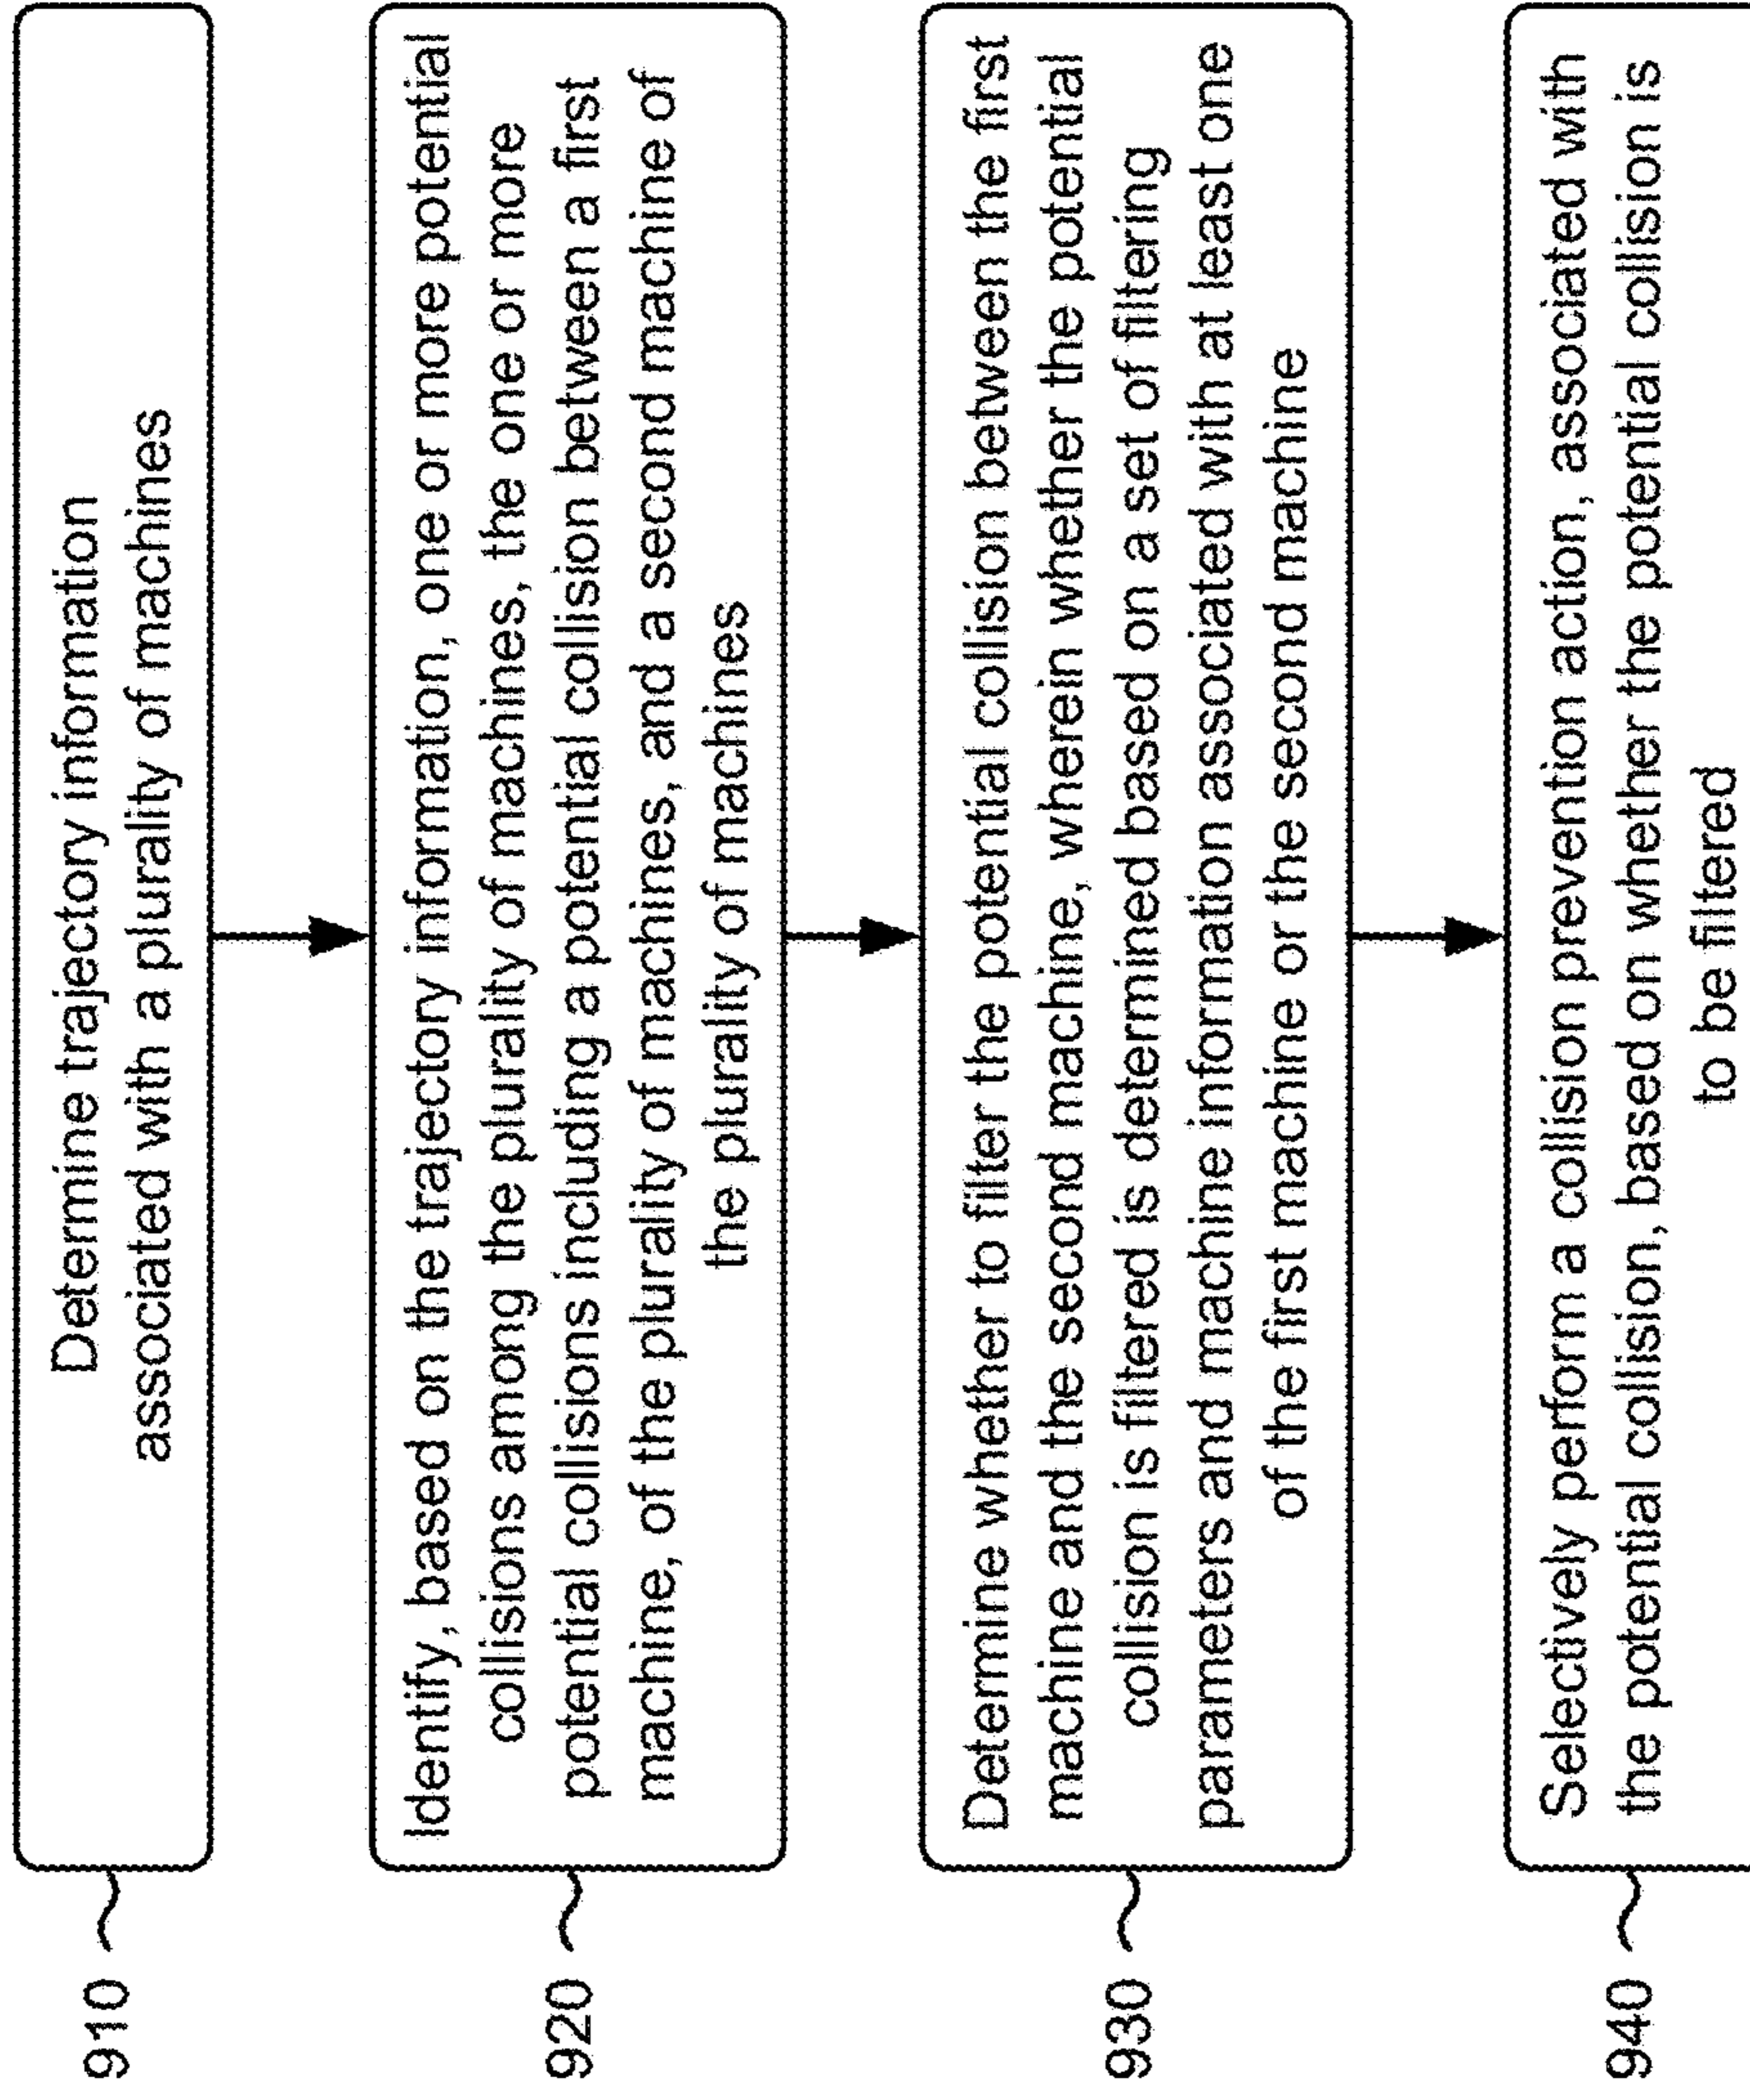 910
Determine trajectory information
associated with a plurality of machines
920
Identify, based on the trajectory information, one or more potential
collisions among the plurality of machines, the one or more
potential collisions including a potential collision between a first
machine, of the plurality of machines, and a second machine of
the plurality of machines
930
Determine whether to filter the potential collision between the first
machine and the second machine, wherein whether the potential
collision is filtered is determined based on a set of filtering
parameters and machine information associated with at least one
of the first machine or the second machine
940
Selectively perform a collision prevention action, associated with
the potential collision, based on whether the potential collision is
to be filtered